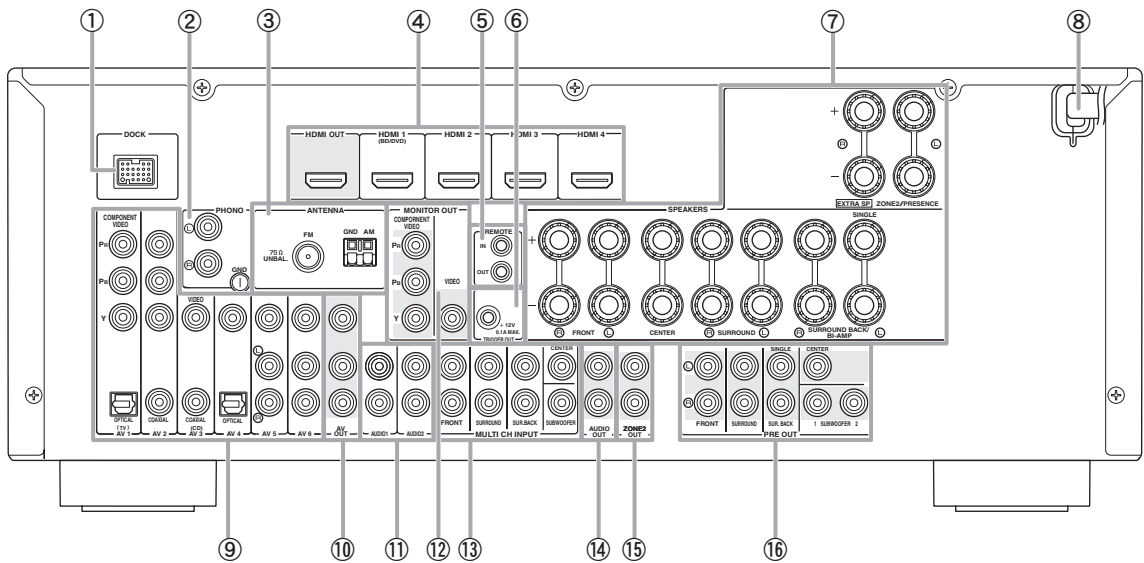 ① ② ③ ④ ⑤ ⑥ ⑦ ⑧
DOCK
HDMI OUT
HDMI 1
(BD/DVD)
HDMI 2
HDMI 3
HDMI 4
+
R L
–
EXTRA SP
ZONE2/PRESENCE
COMPONENT
VIDEO
PR
PB
Y
PHONO
L
R
GND
ANTENNA
FM
75Ω
UNBAL.
GND AM
MONITOR OUT
COMPORNENT
VIDEO
PR
PB
Y
VIDEO
REMOTE
IN
OUT
+ 12V
0.1A MAX.
TRIGGER OUT
SPEAKERS
SINGLE
+
–
R FRONT L
CENTER
R SURROUND L
R SURROUND BACK/ L
BI-AMP
VIDEO
L
R
OPTICAL
(TV)
AV 1
COAXIAL
AV 2
COAXIAL
(CD)
AV 3
OPTICAL
AV 4
AV 5
AV 6
AV
OUT
AUDIO1
AUDIO2
CENTER
FRONT
SURROUND
SUR.BACK
SUBWOOFER
MULTI CH INPUT
AUDIO
OUT
ZONE2
OUT
SINGLE
CENTER
L
R
FRONT
SURROUND
SUR. BACK
1 SUBWOOFER 2
PRE OUT
⑨ ⑩ ⑪ ⑫ ⑬ ⑭ ⑮ ⑯